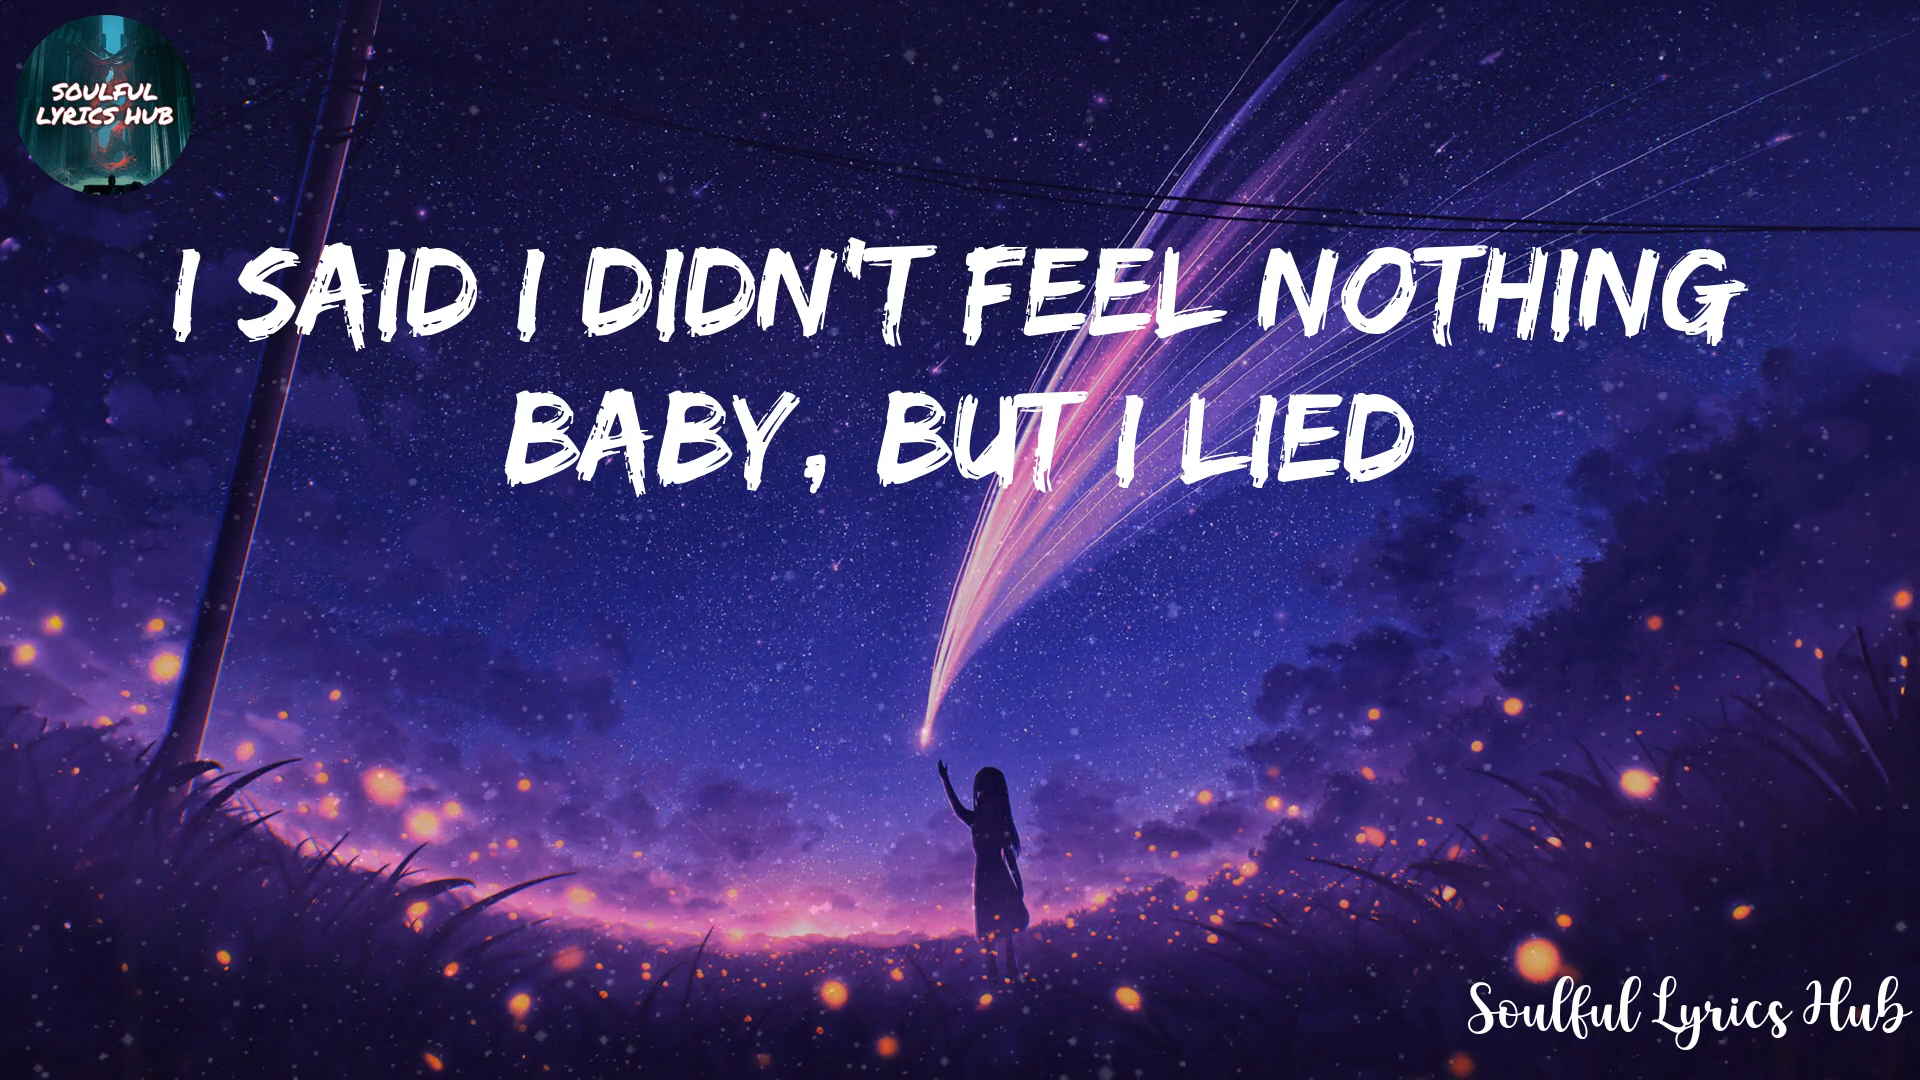 SOULFUL
LYRICS HUB
I SAID I DIDN'T FEEL NOTHING
BABY, BUT I LIED
Soulful Lyrics Hub